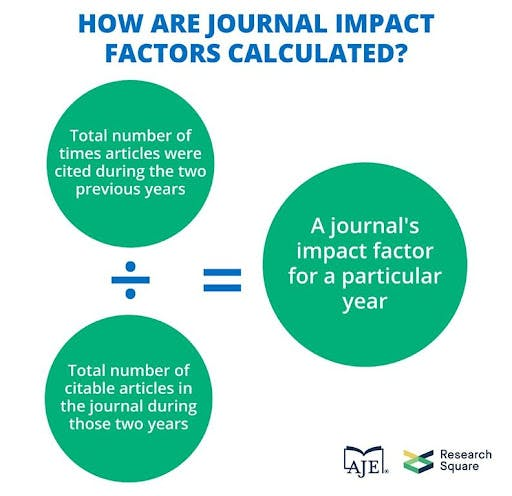 HOW ARE JOURNAL IMPACT
FACTORS CALCULATED?
Total number of
times articles were
cited during the two
previous years
÷
=
A journal's
impact factor
for a particular
year
Total number of
citable articles in
the journal during
those two years
AJE®
Research
Square